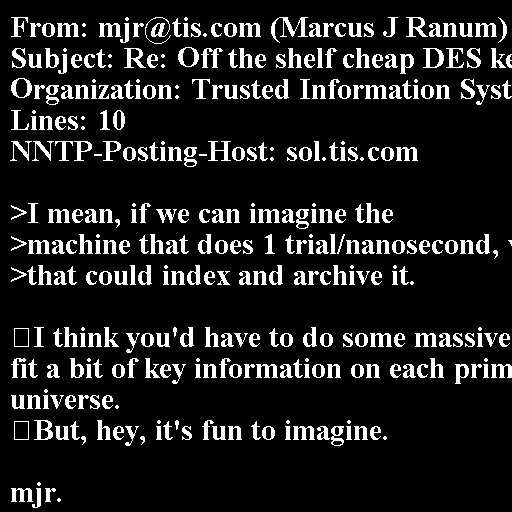 From: mjr@tis.com (Marcus J Ranum)
Subject: Re: Off the shelf cheap DES
Organization: Trusted Information
Lines: 10
NNTP-Posting-Host: sol.tis.com

>I mean, if we can imagine the
>machine that does 1 trial/nanosecond,
>that could index and archive it.

I think you'd have to do some massive
fit a bit of key information on each
universe.
But, hey, it's fun to imagine.

mjr.